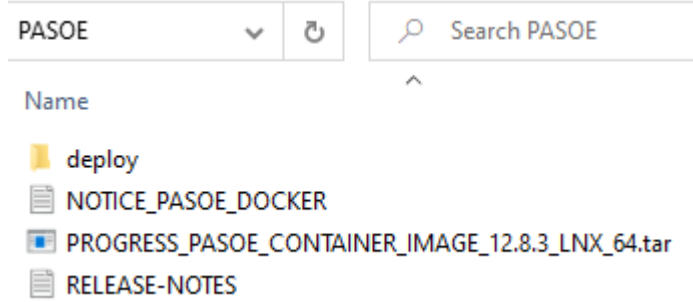 PASOE
Search PASOE
Name
deploy
NOTICE_PASOE_DOCKER
PROGRESS_PASOE_CONTAINER_IMAGE_12.8.3_LNX_64.tar
RELEASE-NOTES